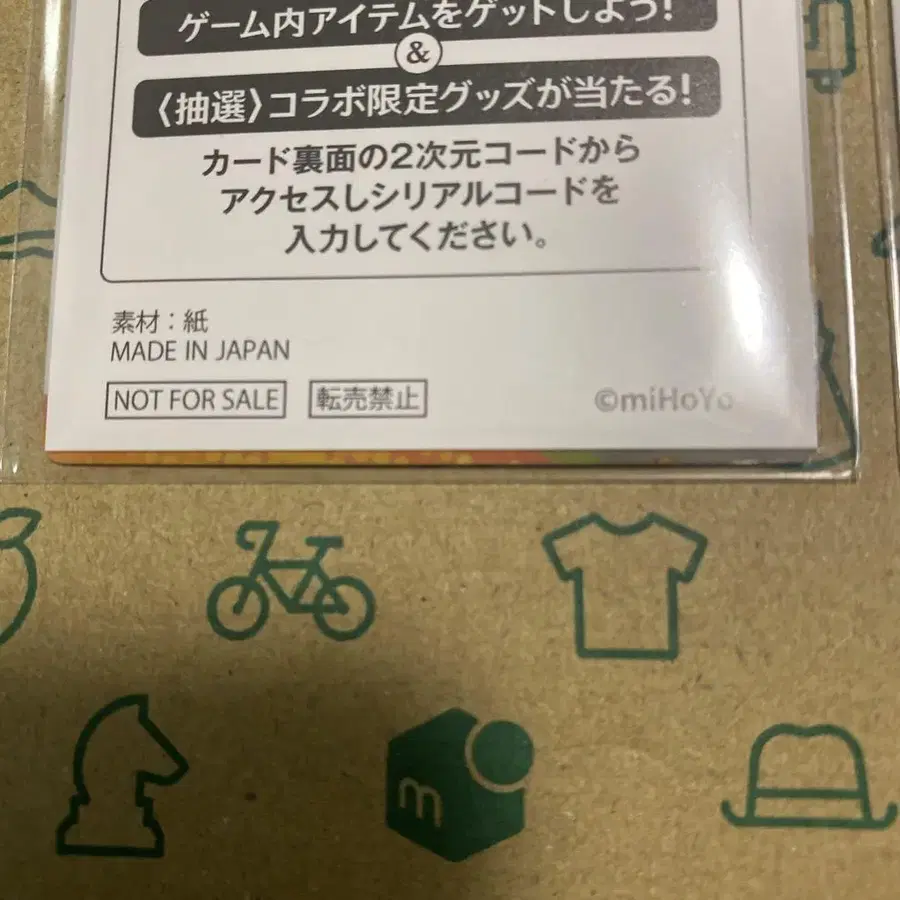 ゲーム内アイテムをゲットしよう!
&
〈抽選〉コラボ限定グッズが当たる!
カード裏面の2次元コードから
アクセスしシリアルコードを
入力してください。
素材：紙
MADE IN JAPAN
NOT FOR SALE 転売禁止 ©miHoYo
m